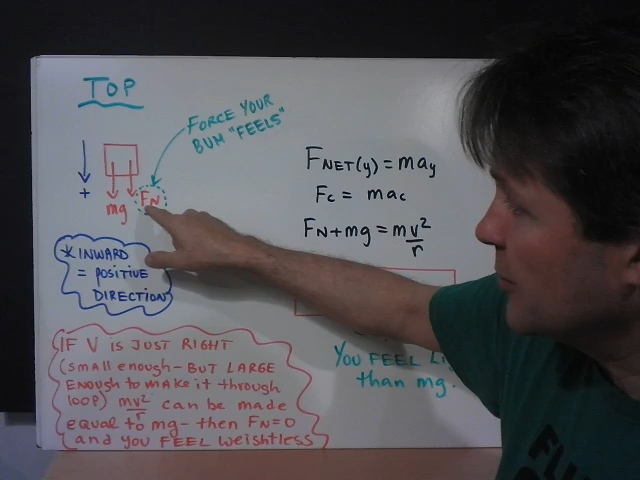 TOP
FORCE YOUR
BUM "FEELS"
+
mg
FN
FNET(y) = may
Fc = mac
FN + mg = mv²/r
* INWARD
= POSITIVE
DIRECTION
YOU FEEL
than mg.
IF V IS JUST RIGHT
(small enough - BUT LARGE
ENOUGH TO MAKE IT THROUGH
LOOP) mv²/r can be made
equal to mg - then FN = 0
and you FEEL weightless